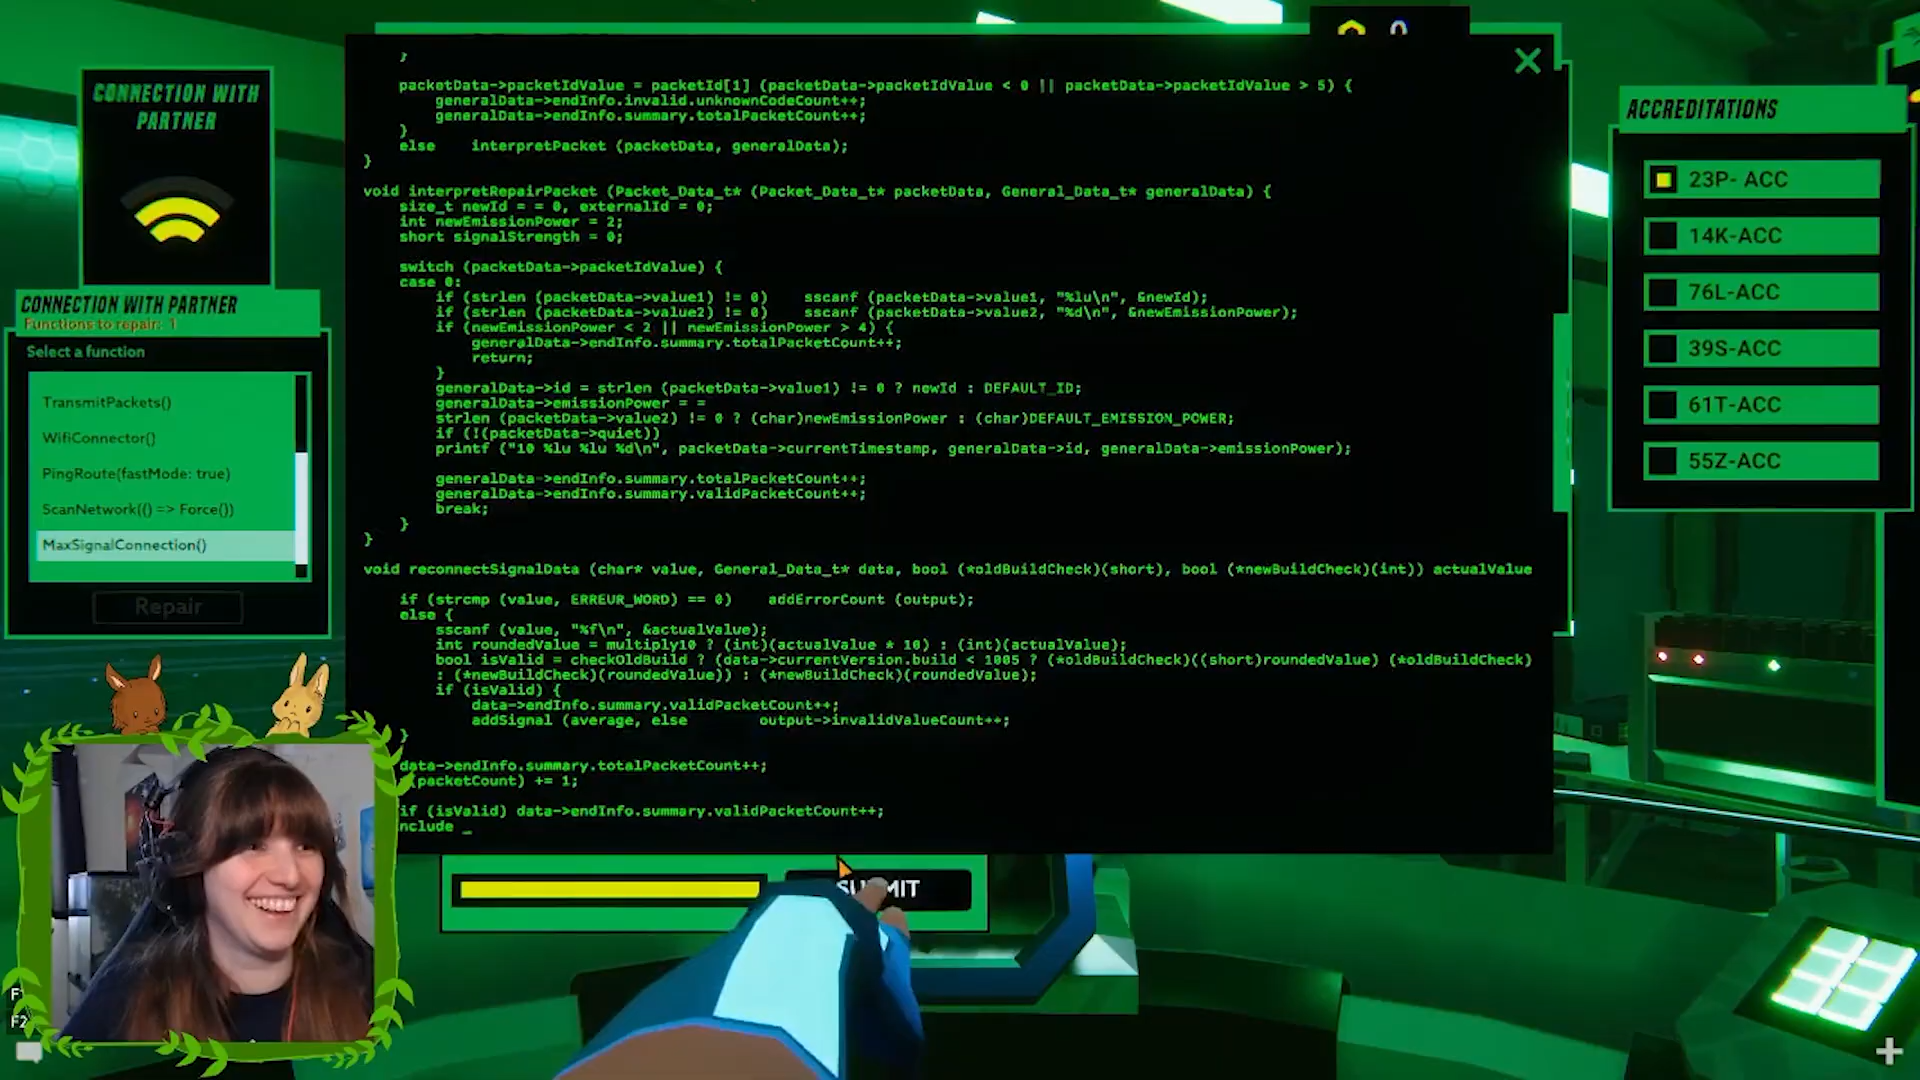 CONNECTION WITH
PARTNER
CONNECTION WITH PARTNER
Functions to repair: 1
Select a function
TransmitPackets()
WifiConnector()
PingRoute(fastMode: true)
ScanNetwork(() => Force())
MaxSignalConnection()
Repair
}
packetData->packetIdValue = packetId[1] (packetData->packetIdValue < 0 || packetData->packetIdValue > 5) {
generalData->endInfo.invalid.unknownCodeCount++;
generalData->endInfo.summary.totalPacketCount++;
}
else interpretPacket (packetData, generalData);
}
void interpretRepairPacket (Packet_Data_t* (Packet_Data_t* packetData, General_Data_t* generalData) {
size_t newId = = 0, externalId = 0;
int newEmissionPower = 2;
short signalStrength = 0;
switch (packetData->packetIdValue) {
case 0:
if (strlen (packetData->value1) != 0) sscanf (packetData->value1, "%lu\n", &newId);
if (strlen (packetData->value2) != 0) sscanf (packetData->value2, "%d\n", &newEmissionPower);
if (newEmissionPower < 2 || newEmissionPower > 4) {
generalData->endInfo.summary.totalPacketCount++;
return;
}
generalData->id = strlen (packetData->value1) != 0 ? newId : DEFAULT_ID;
generalData->emissionPower = =
strlen (packetData->value2) != 0 ? (char)newEmissionPower : (char)DEFAULT_EMISSION_POWER;
if (!(packetData->quiet))
printf ("10 %lu %lu %d\n", packetData->currentTimestamp, generalData->id, generalData->emissionPower);
generalData->endInfo.summary.totalPacketCount++;
generalData->endInfo.summary.validPacketCount++;
break;
}
}
void reconnectSignalData (char* value, General_Data_t* data, bool (*oldBuildCheck)(short), bool (*newBuildCheck)(int)) actualValue
if (strcmp (value, ERREUR_WORD) == 0) addErrorCount (output);
else {
sscanf (value, "%f\n", &actualValue);
int roundedValue = multiply10 ? (int)(actualValue * 10) : (int)(actualValue);
bool isValid = checkOldBuild ? (data->currentVersion.build < 1005 ? (*oldBuildCheck)((short)roundedValue) (*oldBuildCheck)
: (*newBuildCheck)(roundedValue)) : (*newBuildCheck)(roundedValue);
if (isValid) {
data->endInfo.summary.validPacketCount++;
addSignal (average, else output->invalidValueCount++;
}
data->endInfo.summary.totalPacketCount++;
(packetCount) += 1;
if (isValid) data->endInfo.summary.validPacketCount++;
nclude _
SUBMIT
ACCREDITATIONS
23P- ACC
14K-ACC
76L-ACC
39S-ACC
61T-ACC
55Z-ACC